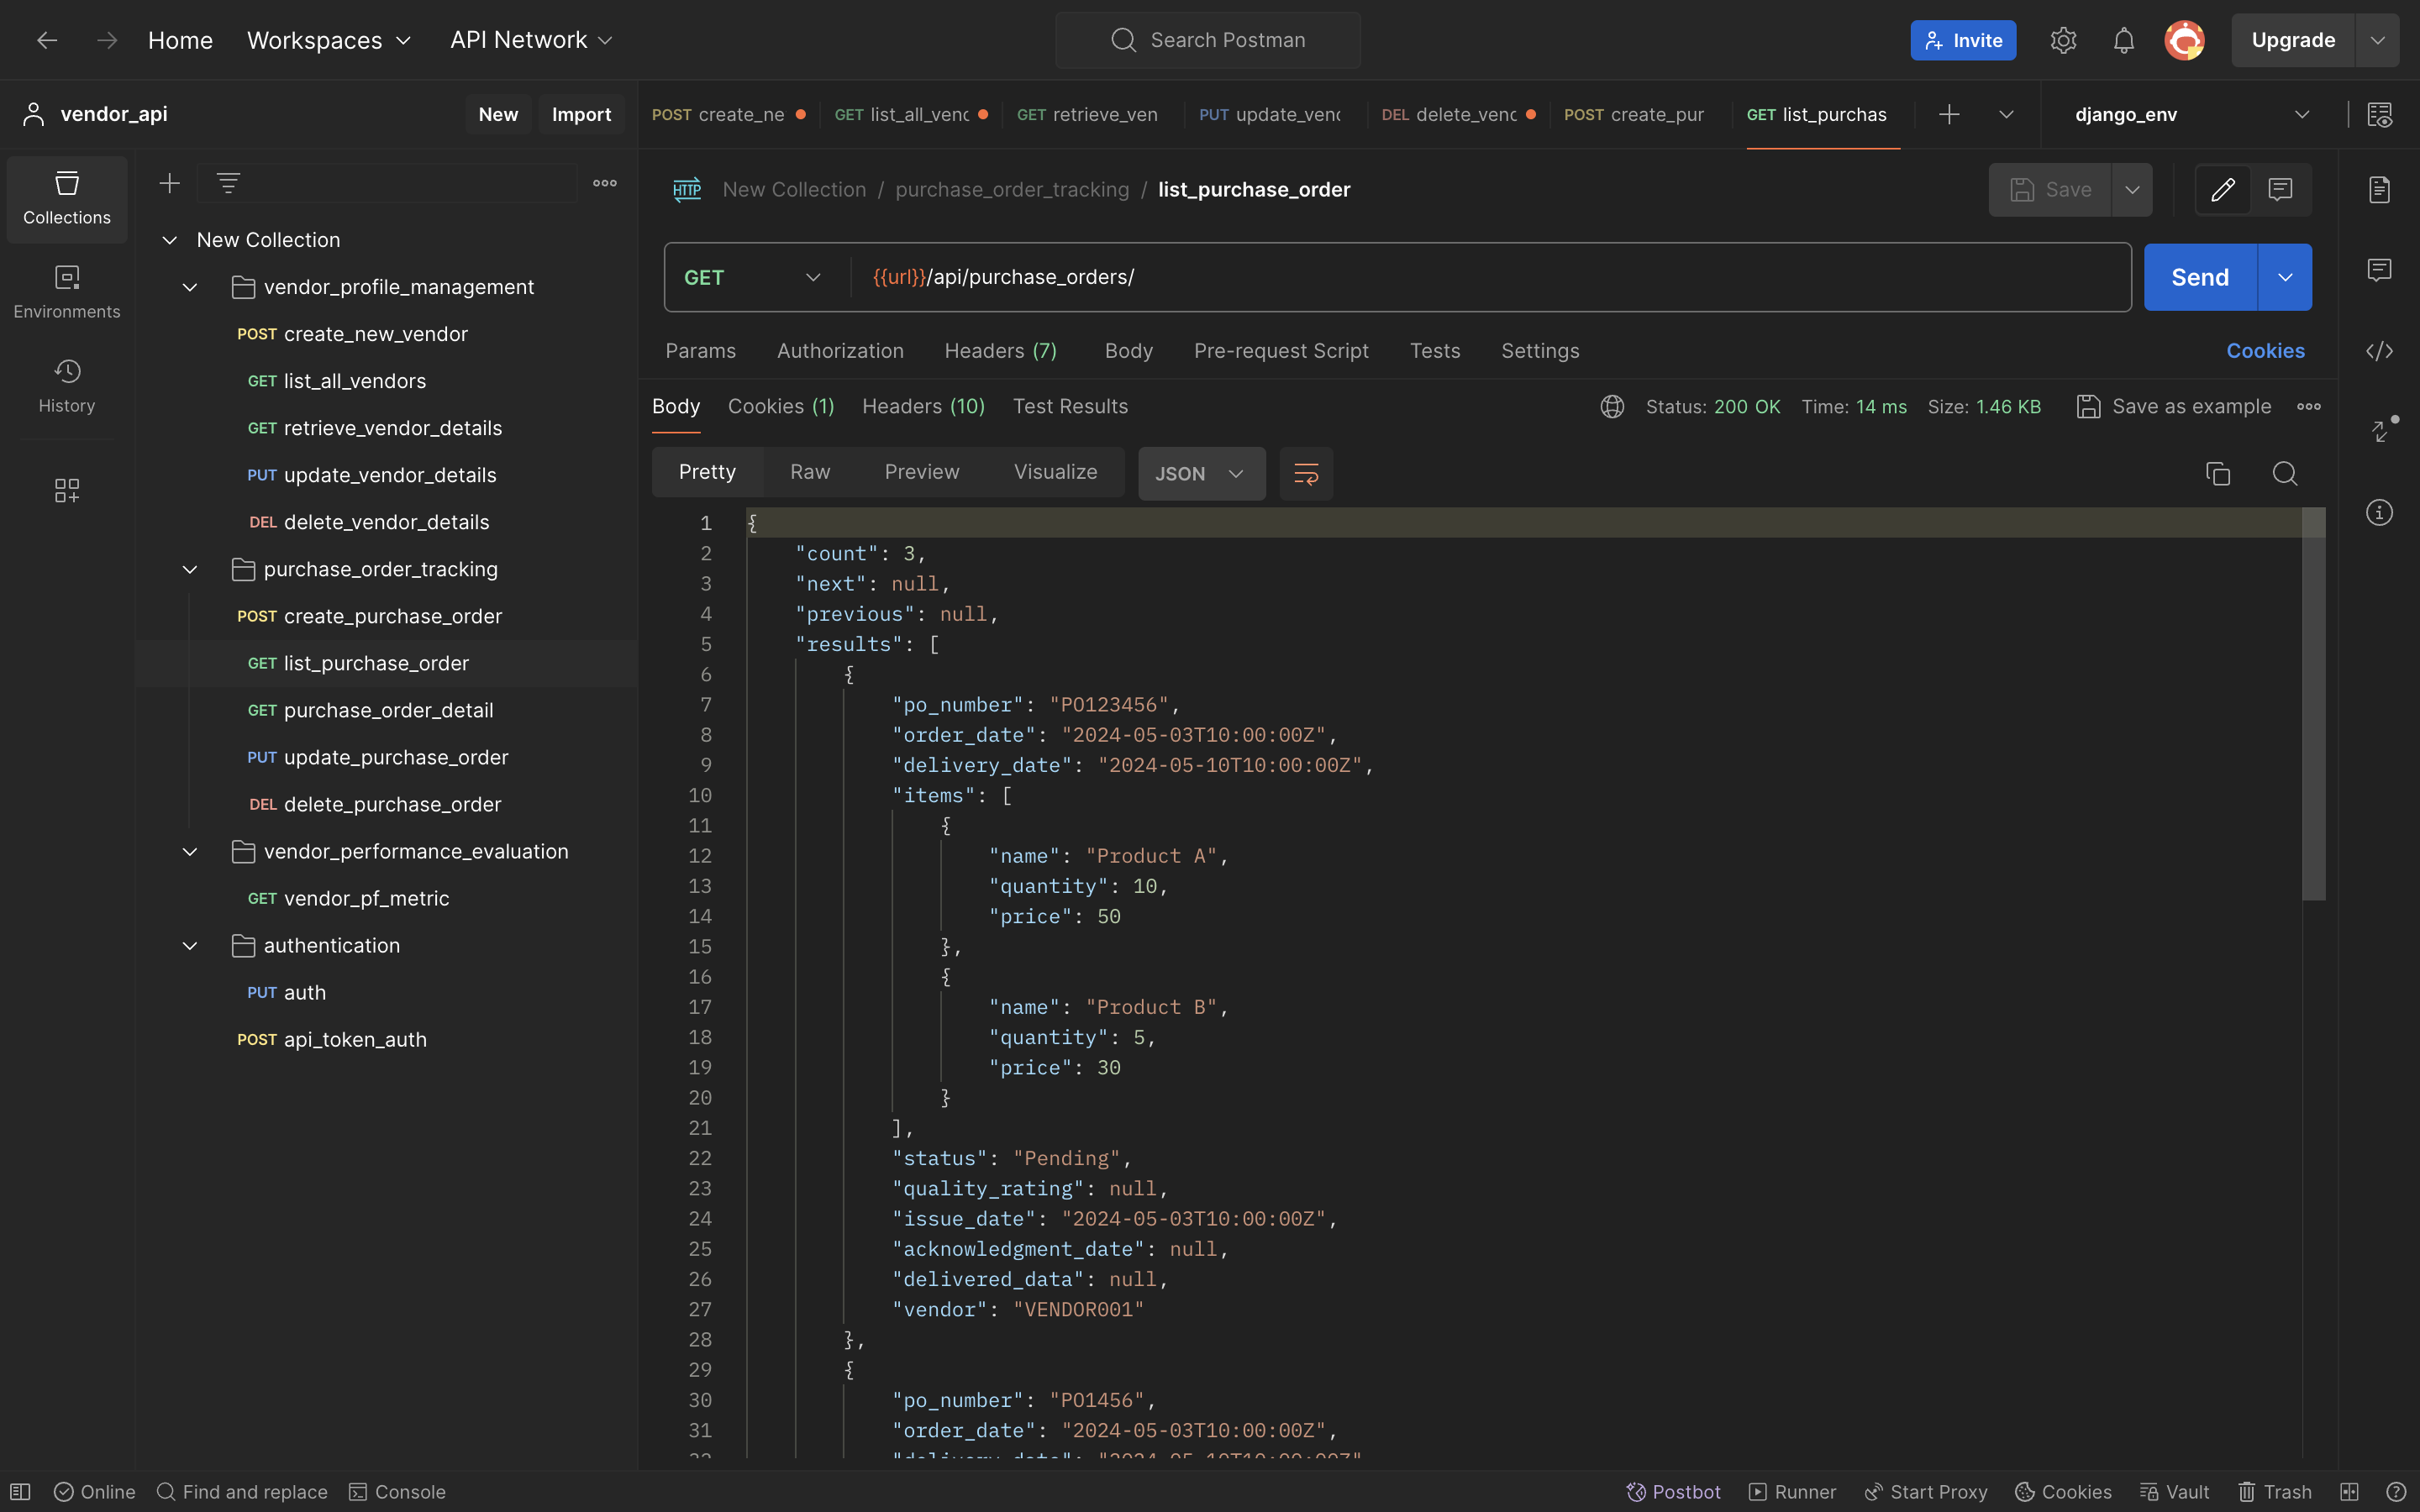 Home Workspaces API Network Search Postman Invite Upgrade
vendor_api New Import
POST create_ne GET list_all_venc GET retrieve_ven PUT update_venc DEL delete_venc POST create_pur GET list_purchas django_env
Collections
Environments
History
New Collection
vendor_profile_management
POST create_new_vendor
GET list_all_vendors
GET retrieve_vendor_details
PUT update_vendor_details
DEL delete_vendor_details
purchase_order_tracking
POST create_purchase_order
GET list_purchase_order
GET purchase_order_detail
PUT update_purchase_order
DEL delete_purchase_order
vendor_performance_evaluation
GET vendor_pf_metric
authentication
PUT auth
POST api_token_auth
HTTP New Collection / purchase_order_tracking / list_purchase_order Save
GET {{url}}/api/purchase_orders/ Send
Params Authorization Headers (7) Body Pre-request Script Tests Settings Cookies
Body Cookies (1) Headers (10) Test Results Status: 200 OK Time: 14 ms Size: 1.46 KB Save as example
Pretty Raw Preview Visualize JSON
1 {
2 "count": 3,
3 "next": null,
4 "previous": null,
5 "results": [
6 {
7 "po_number": "PO123456",
8 "order_date": "2024-05-03T10:00:00Z",
9 "delivery_date": "2024-05-10T10:00:00Z",
10 "items": [
11 {
12 "name": "Product A",
13 "quantity": 10,
14 "price": 50
15 },
16 {
17 "name": "Product B",
18 "quantity": 5,
19 "price": 30
20 }
21 ],
22 "status": "Pending",
23 "quality_rating": null,
24 "issue_date": "2024-05-03T10:00:00Z",
25 "acknowledgment_date": null,
26 "delivered_data": null,
27 "vendor": "VENDOR001"
28 },
29 {
30 "po_number": "PO1456",
31 "order_date": "2024-05-03T10:00:00Z",
Online Find and replace Console Postbot Runner Start Proxy Cookies Vault Trash